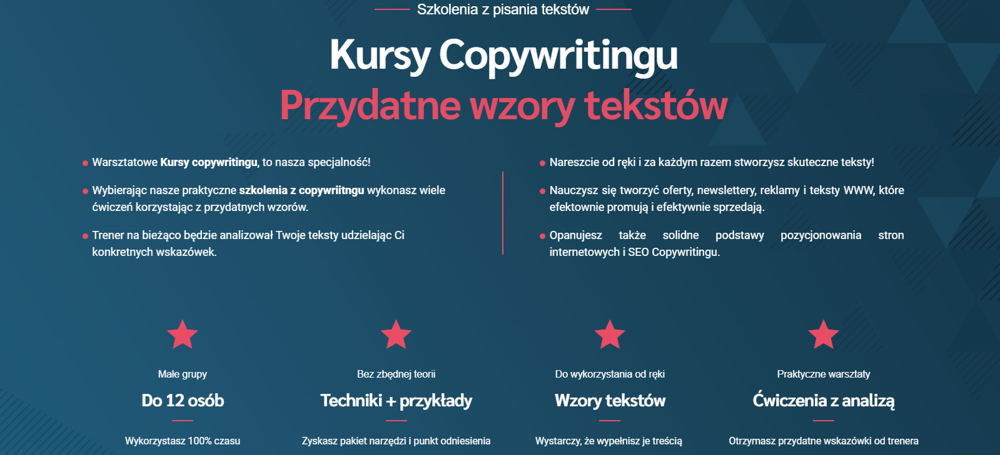 Szkolenia z pisania tekstów
Kursy Copywritingu
Przydatne wzory tekstów
Warsztatowe Kursy copywritingu, to nasza specjalność!
Wybierając nasze praktyczne szkolenia z copywriitngu wykonasz wiele
ćwiczeń korzystając z przydatnych wzorów.
Trener na bieżąco będzie analizował Twoje teksty udzielając Ci
konkretnych wskazówek.
Nareszcie od ręki i za każdym razem stworzysz skuteczne teksty!
Nauczysz się tworzyć oferty, newslettery, reklamy i teksty WWW, które
efektownie promują i efektywnie sprzedają.
Opanujesz także solidne podstawy pozycjonowania stron
internetowych i SEO Copywritingu.
Małe grupy
Do 12 osób
Wykorzystasz 100% czasu
Bez zbędnej teorii
Techniki + przykłady
Zyskasz pakiet narzędzi i punkt odniesienia
Do wykorzystania od ręki
Wzory tekstów
Wystarczy, że wypełnisz je treścią
Praktyczne warsztaty
Ćwiczenia z analizą
Otrzymasz przydatne wskazówki od trenera